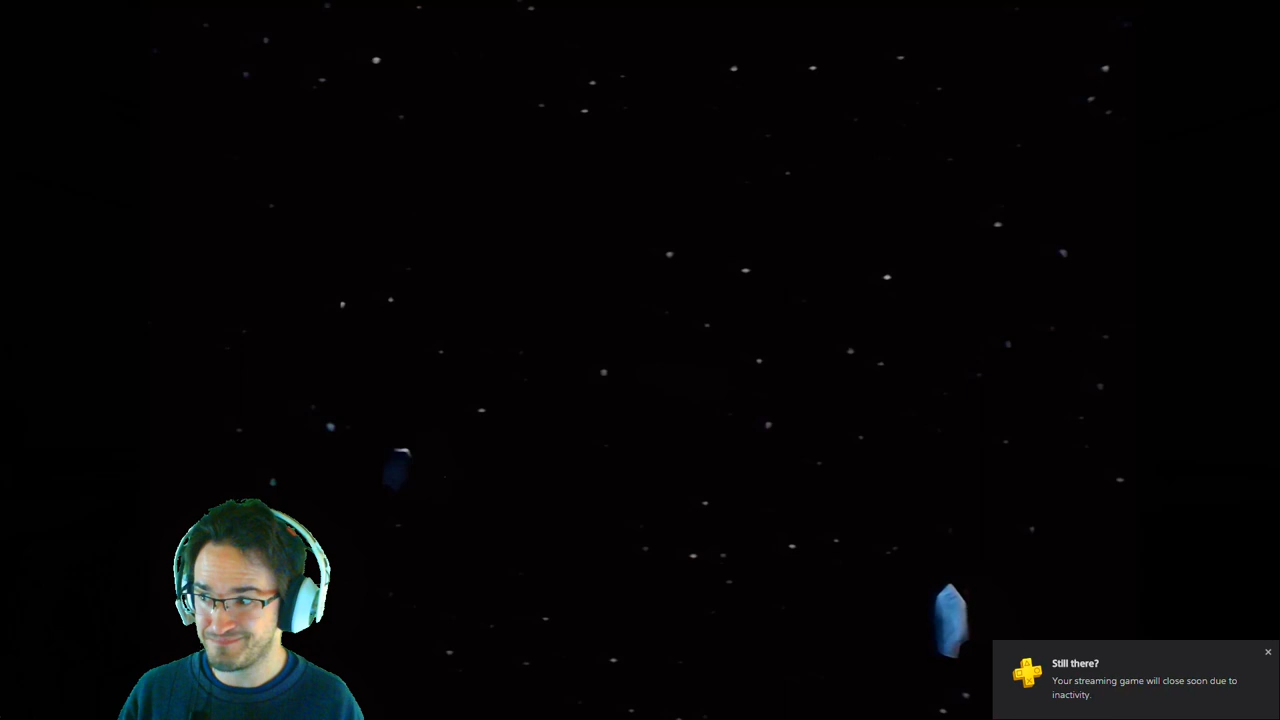 Still there?
Your streaming game will close soon due to
inactivity.